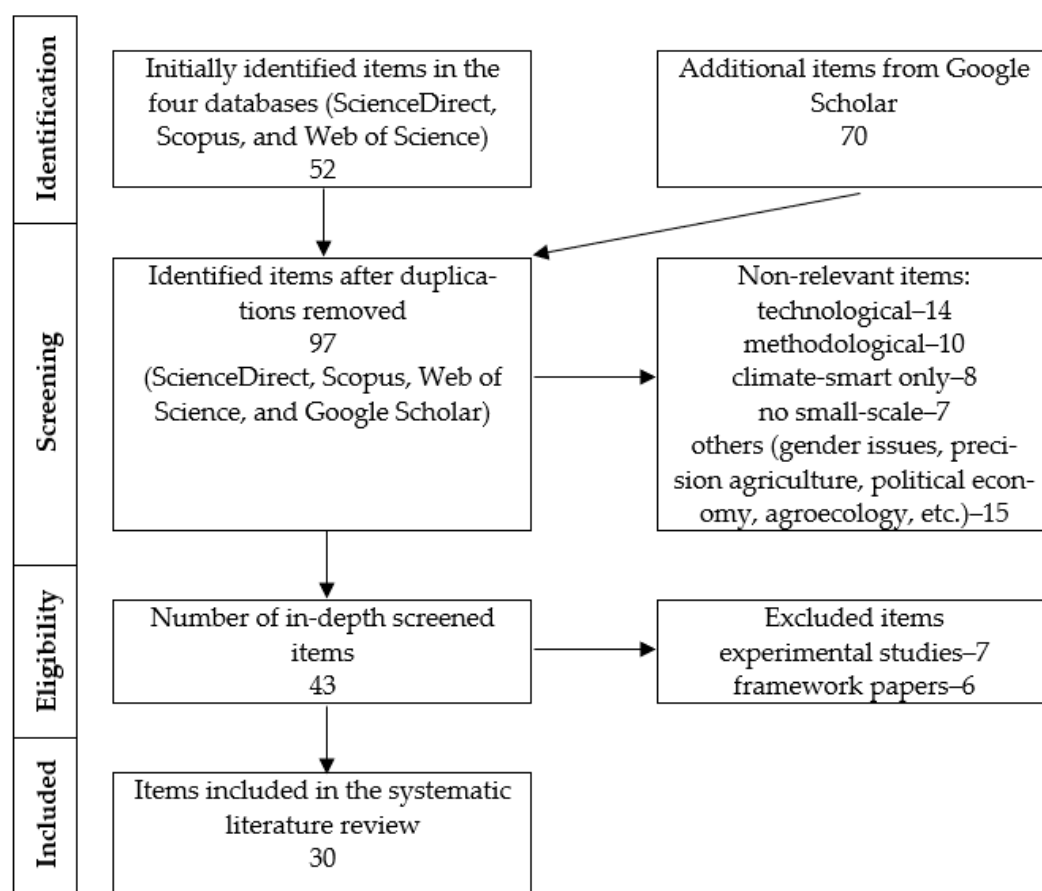 Identification
Initially identified items in the
four databases (ScienceDirect,
Scopus, and Web of Science)
52
Additional items from Google
Scholar
70
Screening
Identified items after duplica-
tions removed
97
(ScienceDirect, Scopus, Web of
Science, and Google Scholar)
Non-relevant items:
technological–14
methodological–10
climate-smart only–8
no small-scale–7
others (gender issues, preci-
sion agriculture, political econ-
omy, agroecology, etc.)–15
Eligibility
Number of in-depth screened
items
43
Excluded items
experimental studies–7
framework papers–6
Included
Items included in the systematic
literature review
30